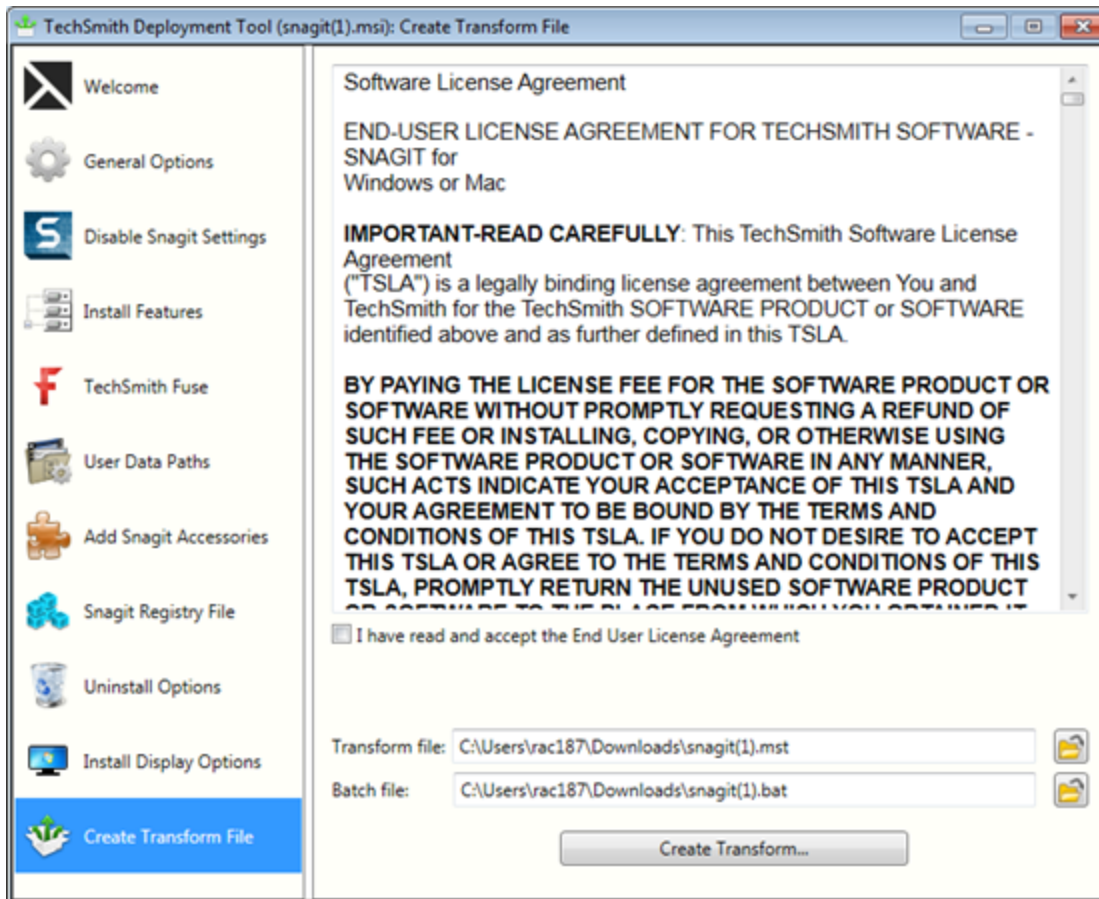 TechSmith Deployment Tool (snagit(1).msi): Create Transform File
Welcome
General Options
Disable Snagit Settings
Install Features
TechSmith Fuse
User Data Paths
Add Snagit Accessories
Snagit Registry File
Uninstall Options
Install Display Options
Create Transform File
Software License Agreement
END-USER LICENSE AGREEMENT FOR TECHSMITH SOFTWARE -
SNAGIT for
Windows or Mac
IMPORTANT-READ CAREFULLY: This TechSmith Software License
Agreement
("TSLA") is a legally binding license agreement between You and
TechSmith for the TechSmith SOFTWARE PRODUCT or SOFTWARE
identified above and as further defined in this TSLA.
BY PAYING THE LICENSE FEE FOR THE SOFTWARE PRODUCT OR
SOFTWARE WITHOUT PROMPTLY REQUESTING A REFUND OF
SUCH FEE OR INSTALLING, COPYING, OR OTHERWISE USING
THE SOFTWARE PRODUCT OR SOFTWARE IN ANY MANNER,
SUCH ACTS INDICATE YOUR ACCEPTANCE OF THIS TSLA AND
YOUR AGREEMENT TO BE BOUND BY THE TERMS AND
CONDITIONS OF THIS TSLA. IF YOU DO NOT DESIRE TO ACCEPT
THIS TSLA OR AGREE TO THE TERMS AND CONDITIONS OF THIS
TSLA, PROMPTLY RETURN THE UNUSED SOFTWARE PRODUCT
OR SOFTWARE TO THE PLACE FROM WHICH YOU OBTAINED IT
I have read and accept the End User License Agreement
Transform file: C:\Users\rac187\Downloads\snagit(1).mst
Batch file: C:\Users\rac187\Downloads\snagit(1).bat
Create Transform...